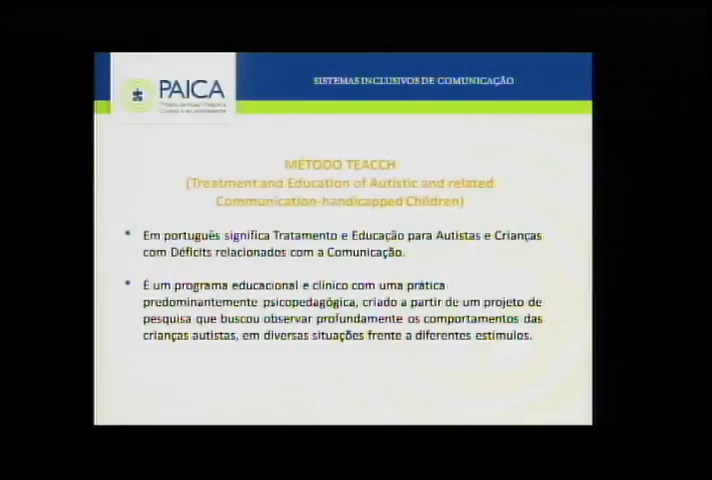 PAICA
SISTEMAS INCLUSIVOS DE COMUNICAÇÃO
MÉTODO TEACCH
(Treatment and Education of Autistic and related
Communication-handicapped Children)
• Em português significa Tratamento e Educação para Autistas e Crianças
com Déficits relacionados com a Comunicação.
• É um programa educacional e clínico com uma prática
predominantemente psicopedagógica, criado a partir de um projeto de
pesquisa que buscou observar profundamente os comportamentos das
crianças autistas, em diversas situações frente a diferentes estímulos.